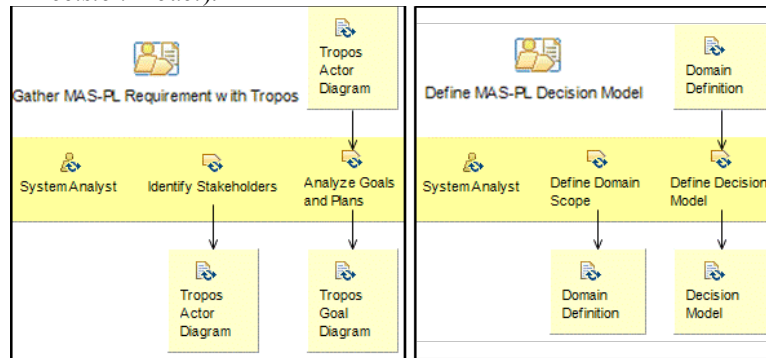 Decision Model).
Tropos
Actor
Diagram
Gather MAS-PL Requirement with Tropos
System Analyst
Identify Stakeholders
Analyze Goals
and Plans
Tropos
Actor
Diagram
Tropos
Goal
Diagram
Domain
Definition
Define MAS-PL Decision Model
System Analyst
Define Domain
Scope
Define Decision
Model
Domain
Definition
Decision
Model